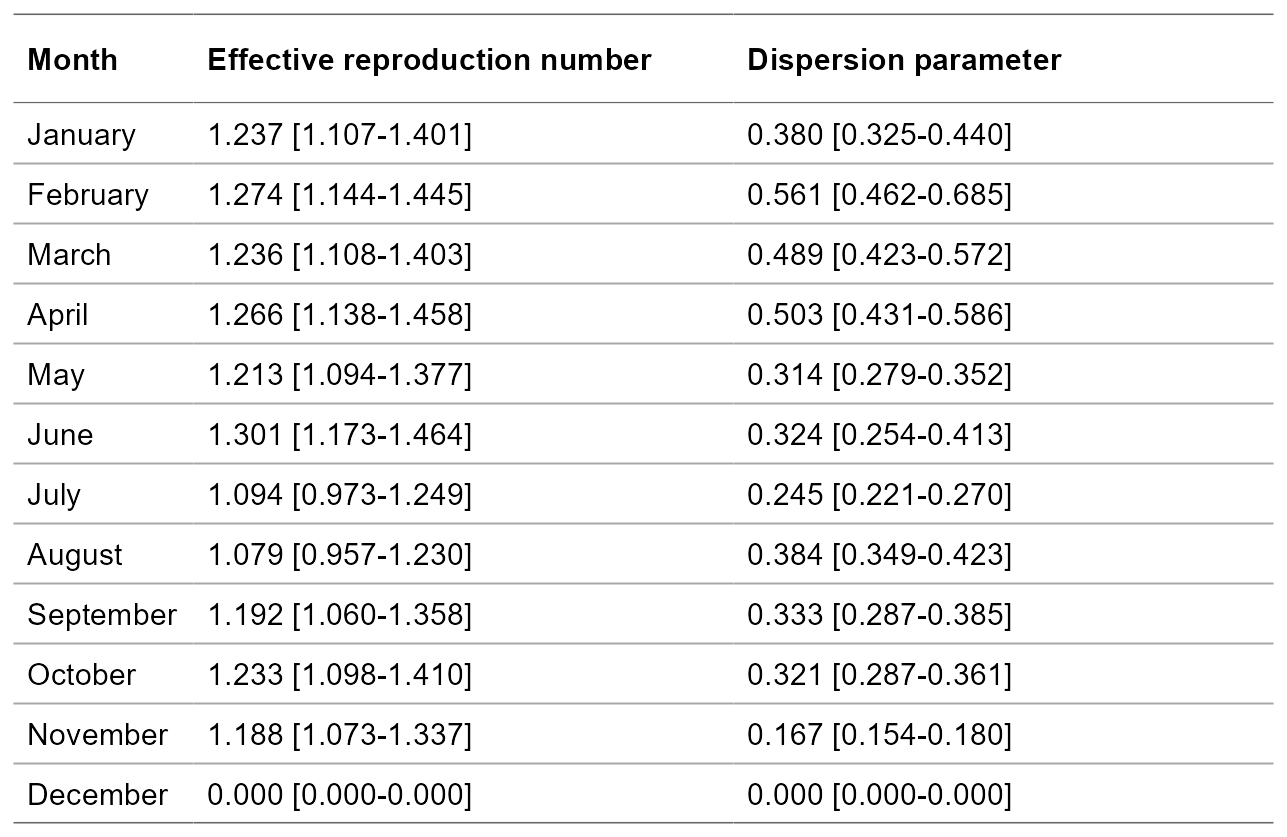 Month Effective reproduction number Dispersion parameter
January 1.237 [1.107-1.401] 0.380 [0.325-0.440]
February 1.274 [1.144-1.445] 0.561 [0.462-0.685]
March 1.236 [1.108-1.403] 0.489 [0.423-0.572]
April 1.266 [1.138-1.458] 0.503 [0.431-0.586]
May 1.213 [1.094-1.377] 0.314 [0.279-0.352]
June 1.301 [1.173-1.464] 0.324 [0.254-0.413]
July 1.094 [0.973-1.249] 0.245 [0.221-0.270]
August 1.079 [0.957-1.230] 0.384 [0.349-0.423]
September 1.192 [1.060-1.358] 0.333 [0.287-0.385]
October 1.233 [1.098-1.410] 0.321 [0.287-0.361]
November 1.188 [1.073-1.337] 0.167 [0.154-0.180]
December 0.000 [0.000-0.000] 0.000 [0.000-0.000]